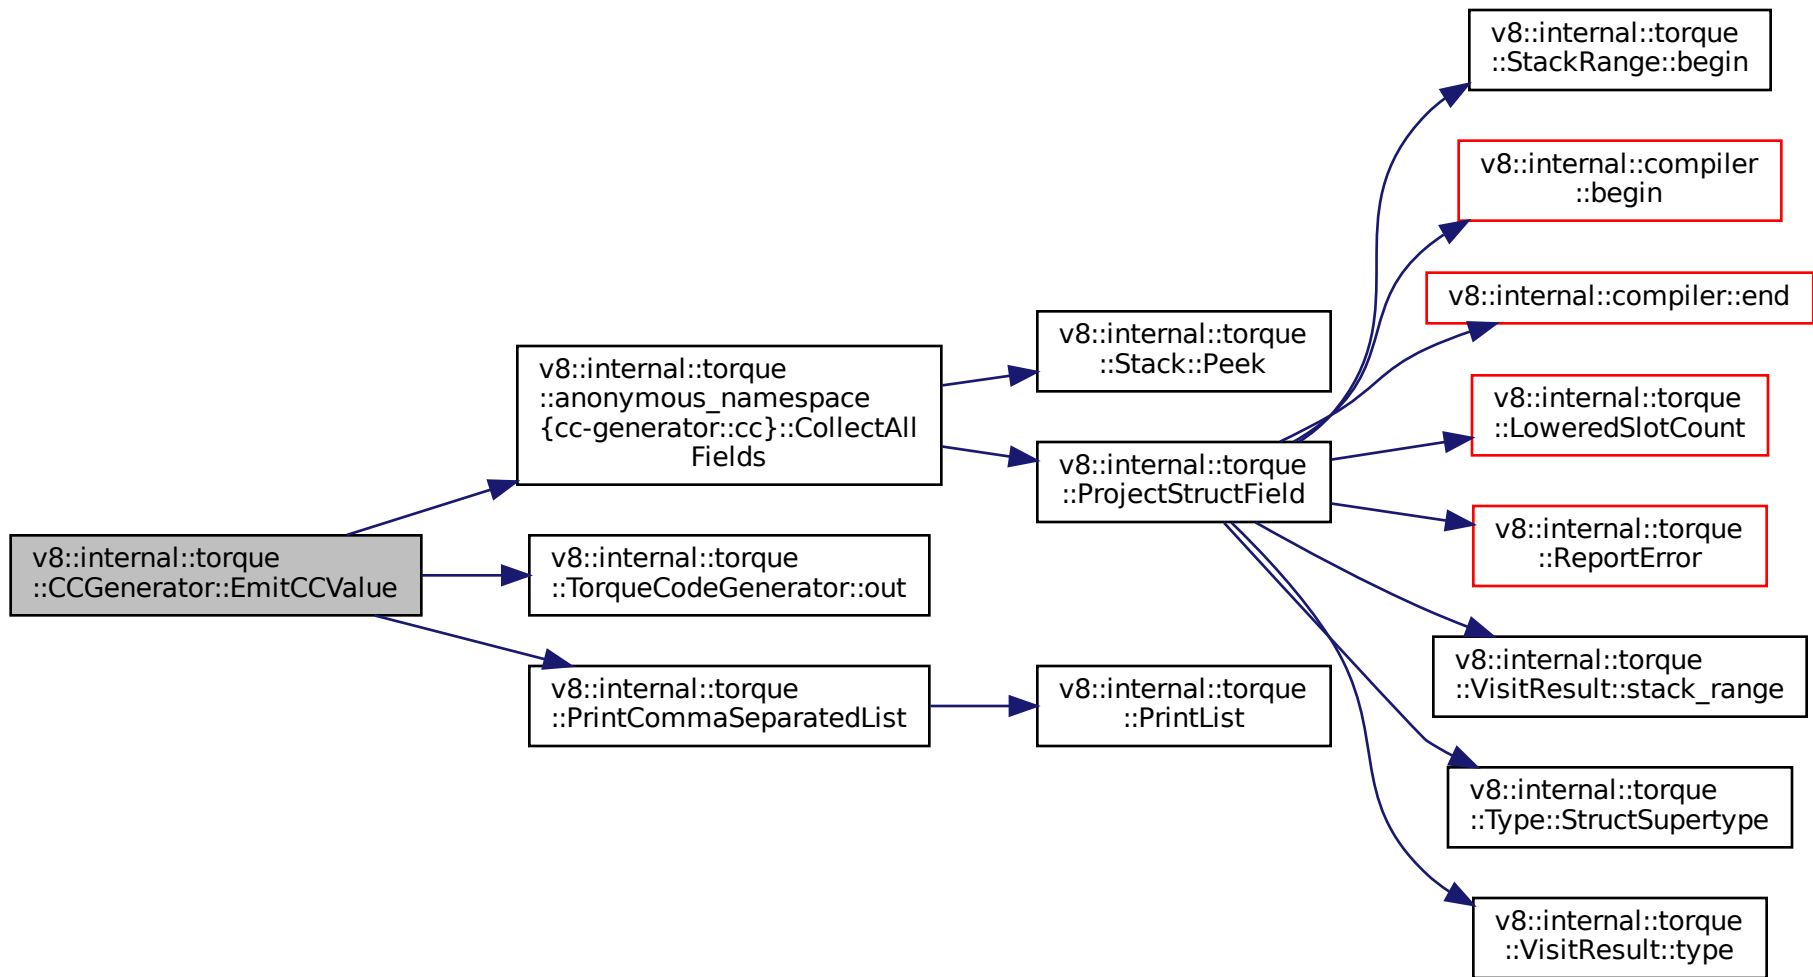 v8::internal::torque
::StackRange::begin
v8::internal::compiler
::begin
v8::internal::compiler::end
v8::internal::torque
::Stack::Peek
v8::internal::torque
::anonymous_namespace
{cc-generator::cc}::CollectAll
Fields
v8::internal::torque
::LoweredSlotCount
v8::internal::torque
::ProjectStructField
v8::internal::torque
::ReportError
v8::internal::torque
::CCGenerator::EmitCCValue
v8::internal::torque
::TorqueCodeGenerator::out
v8::internal::torque
::VisitResult::stack_range
v8::internal::torque
::PrintCommaSeparatedList
v8::internal::torque
::PrintList
v8::internal::torque
::Type::StructSupertype
v8::internal::torque
::VisitResult::type